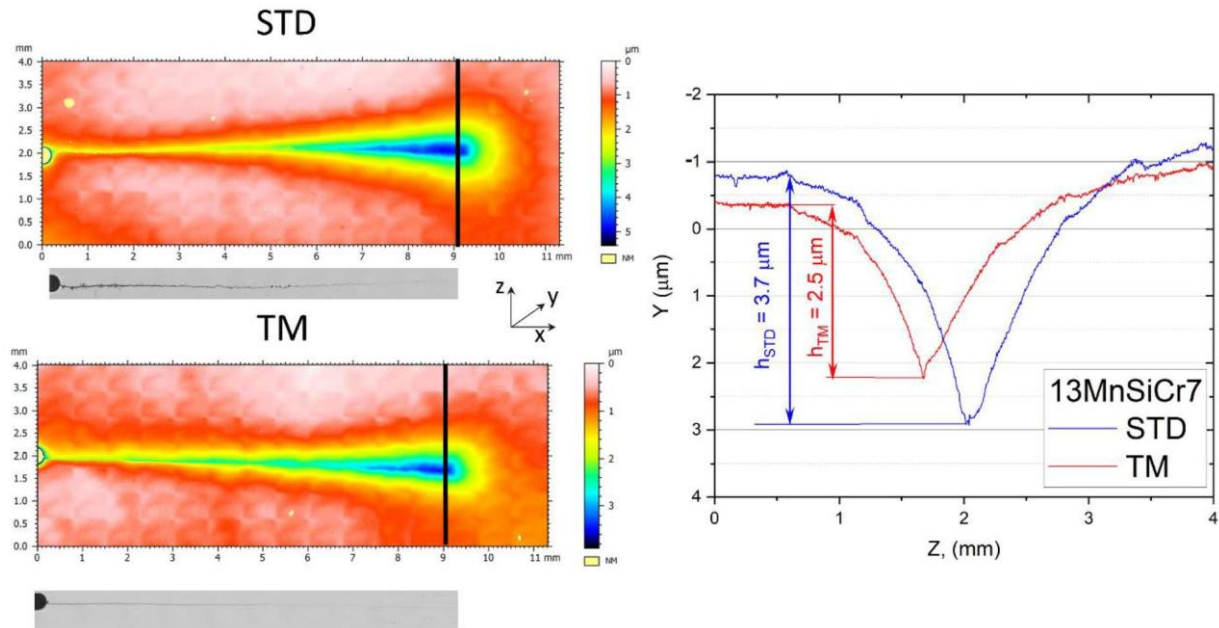 STD
mm
4.0
3.5
3.0
2.5
2.0
1.5
1.0
0.5
0.0
0 1 2 3 4 5 6 7 8 9 10 11 mm
µm
0
1
2
3
4
5
NM
z
y
x
TM
mm
4.0
3.5
3.0
2.5
2.0
1.5
1.0
0.5
0.0
0 1 2 3 4 5 6 7 8 9 10 11 mm
µm
0
1
2
3
NM
-2
-1
0
1
2
3
4
Y (µm)
hSTD = 3.7 µm
hTM = 2.5 µm
13MnSiCr7
STD
TM
0 1 2 3 4
Z, (mm)